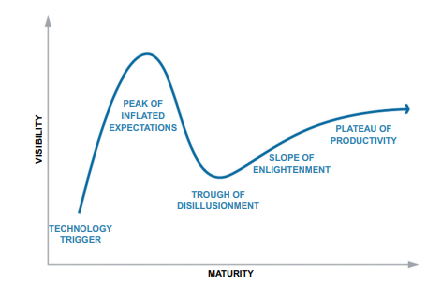 PEAK OF
INFLATED
EXPECTATIONS
PLATEAU OF
PRODUCTIVITY
SLOPE OF
ENLIGHTENMENT
TROUGH OF
DISILLUSIONMENT
TECHNOLOGY
TRIGGER
VISIBILITY
MATURITY